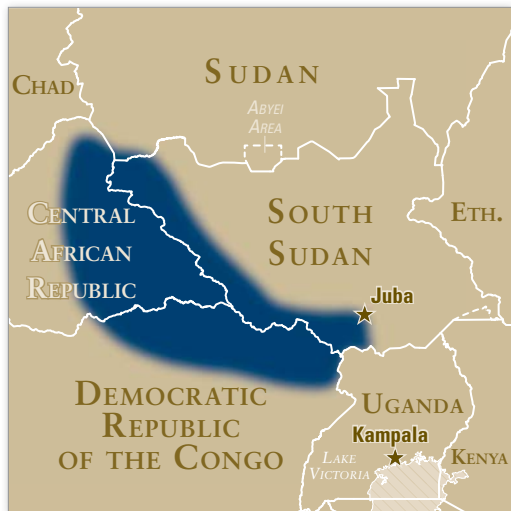 SUDAN
CHAD
ABYEI
AREA
CENTRAL
AFRICAN
REPUBLIC
SOUTH
SUDAN
ETH.
Juba
DEMOCRATIC
REPUBLIC
OF THE CONGO
UGANDA
Kampala
LAKE
VICTORIA
KENYA